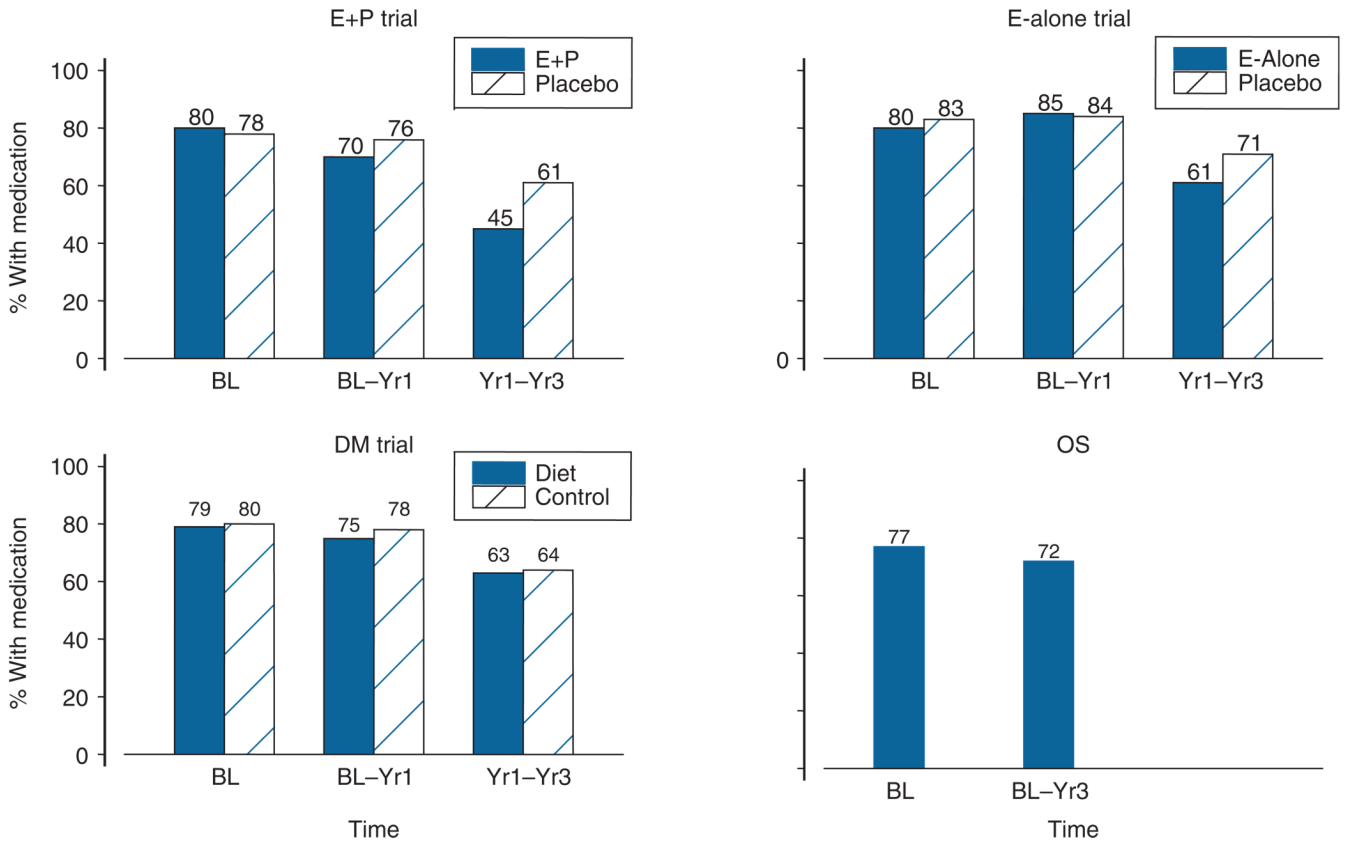 E+P trial
E+P
Placebo
% With medication
100
80
60
40
20
0
80
78
70
76
45
61
BL
BL–Yr1
Yr1–Yr3
E-alone trial
E-Alone
Placebo
0
80
83
85
84
61
71
BL
BL–Yr1
Yr1–Yr3
DM trial
Diet
Control
% With medication
100
80
60
40
20
0
79
80
75
78
63
64
BL
BL–Yr1
Yr1–Yr3
Time
OS
77
72
BL
BL–Yr3
Time